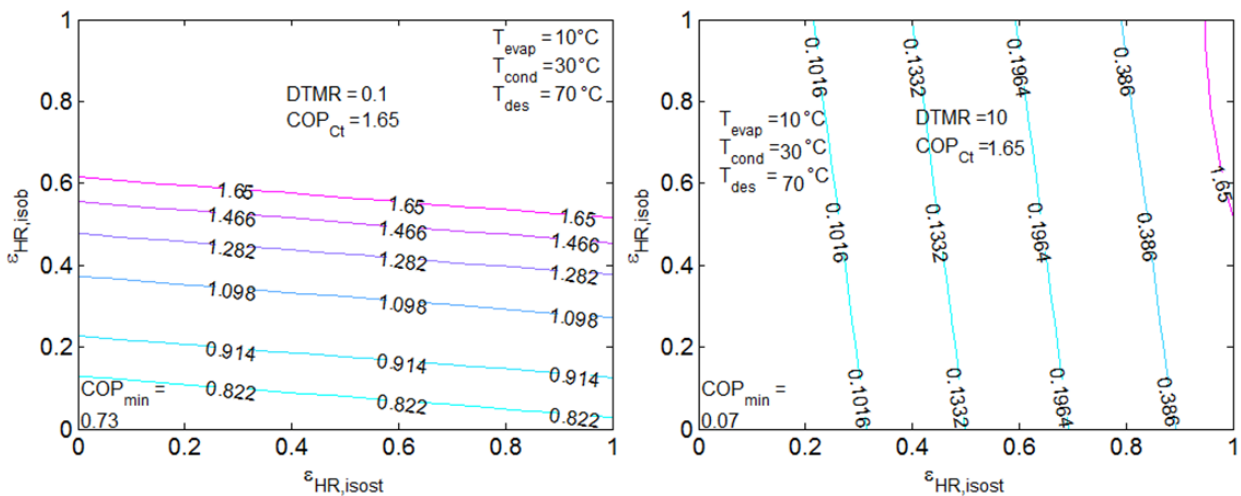 1
0.8
0.6
0.4
0.2
0
0
0.2
0.4
0.6
0.8
1
εHR,isob
εHR,isost
Tevap = 10°C
Tcond = 30°C
Tdes = 70 °C
DTMR = 0.1
COPCt = 1.65
1.65 1.65 1.65
1.466 1.466 1.466
1.282 1.282 1.282
1.098 1.098 1.098
0.914 0.914 0.914
0.822 0.822 0.822
COPmin =
0.73
1
0.8
0.6
0.4
0.2
0
0
0.2
0.4
0.6
0.8
1
εHR,isob
εHR,isost
Tevap = 10°C
Tcond = 30°C
Tdes = 70°C
DTMR = 10
COPCt =1.65
0.1016 0.1332 0.1964 0.386
1.65
0.1016 0.1332 0.1964 0.386
0.1016 0.1332 0.1964 0.386
COPmin =
0.07